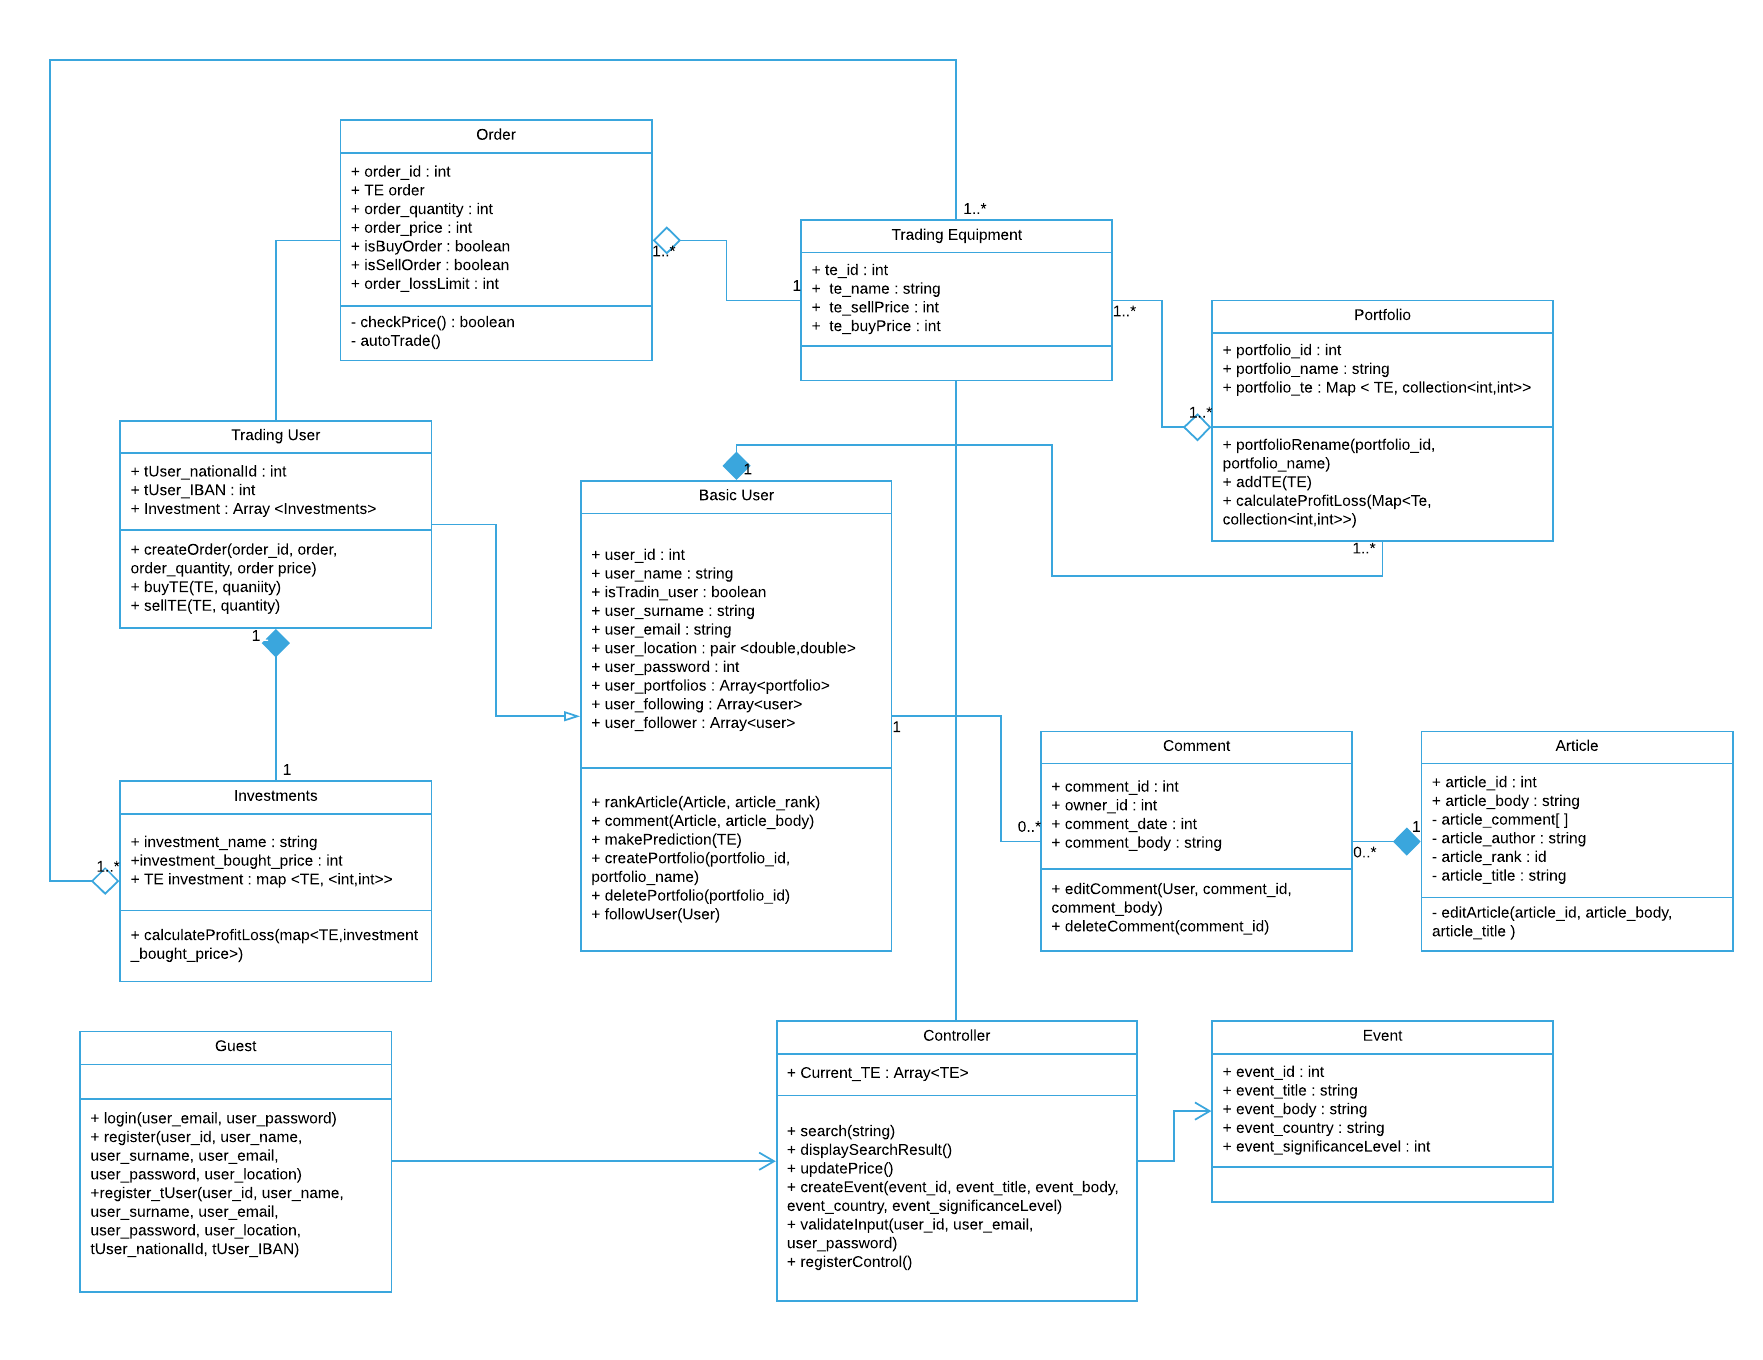 Order
+ order_id : int
+ TE order
+ order_quantity : int
+ order_price : int
+ isBuyOrder : boolean
+ isSellOrder : boolean
+ order_lossLimit : int
- checkPrice() : boolean
- autoTrade()
1..*
1
1..*
Trading Equipment
+ te_id : int
+  te_name : string
+  te_sellPrice : int
+  te_buyPrice : int
1..*
1..*
Portfolio
+ portfolio_id : int
+ portfolio_name : string
+ portfolio_te : Map < TE, collection<int,int>>
+ portfolioRename(portfolio_id,
portfolio_name)
+ addTE(TE)
+ calculateProfitLoss(Map<Te,
collection<int,int>>)
1..*
Trading User
+ tUser_nationalId : int
+ tUser_IBAN : int
+ Investment : Array <Investments>
+ createOrder(order_id, order,
order_quantity, order price)
+ buyTE(TE, quaniity)
+ sellTE(TE, quantity)
1
1
1
Basic User
+ user_id : int
+ user_name : string
+ isTradin_user : boolean
+ user_surname : string
+ user_email : string
+ user_location : pair <double,double>
+ user_password : int
+ user_portfolios : Array<portfolio>
+ user_following : Array<user>
+ user_follower : Array<user>
+ rankArticle(Article, article_rank)
+ comment(Article, article_body)
+ makePrediction(TE)
+ createPortfolio(portfolio_id,
portfolio_name)
+ deletePortfolio(portfolio_id)
+ followUser(User)
1
0..*
Comment
+ comment_id : int
+ owner_id : int
+ comment_date : int
+ comment_body : string
+ editComment(User, comment_id,
comment_body)
+ deleteComment(comment_id)
0..*
1
Article
+ article_id : int
+ article_body : string
- article_comment[ ]
- article_author : string
- article_rank : id
- article_title : string
- editArticle(article_id, article_body,
article_title )
1..*
Investments
+ investment_name : string
+investment_bought_price : int
+ TE investment : map <TE, <int,int>>
+ calculateProfitLoss(map<TE,investment
_bought_price>)
Guest
+ login(user_email, user_password)
+ register(user_id, user_name,
user_surname, user_email,
user_password, user_location)
+register_tUser(user_id, user_name,
user_surname, user_email,
user_password, user_location,
tUser_nationalId, tUser_IBAN)
Controller
+ Current_TE : Array<TE>
+ search(string)
+ displaySearchResult()
+ updatePrice()
+ createEvent(event_id, event_title, event_body,
event_country, event_significanceLevel)
+ validateInput(user_id, user_email,
user_password)
+ registerControl()
Event
+ event_id : int
+ event_title : string
+ event_body : string
+ event_country : string
+ event_significanceLevel : int